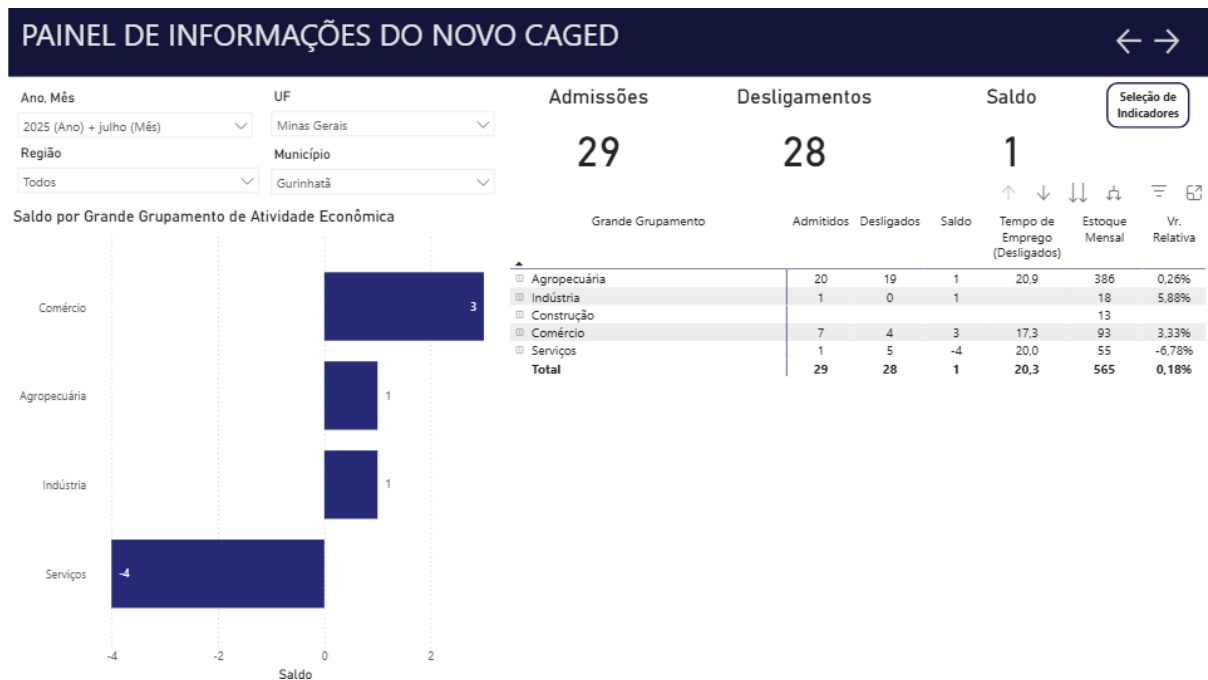 PAINEL DE INFORMAÇÕES DO NOVO CAGED
Ano, Mês
2025 (Ano) + julho (Mês)
UF
Minas Gerais
Região
Todos
Município
Gurinhatã
Admissões
29
Desligamentos
28
Saldo
1
Seleção de
Indicadores
Saldo por Grande Grupamento de Atividade Econômica
Comércio
3
Agropecuária
1
Indústria
1
Serviços
-4
-4 -2 0 2
Saldo
Grande Grupamento Admitidos Desligados Saldo Tempo de Emprego (Desligados) Estoque Mensal Vr. Relativa
Agropecuária 20 19 1 20,9 386 0,26%
Indústria 1 0 1 18 5,88%
Construção 13
Comércio 7 4 3 17,3 93 3,33%
Serviços 1 5 -4 20,0 55 -6,78%
Total 29 28 1 20,3 565 0,18%